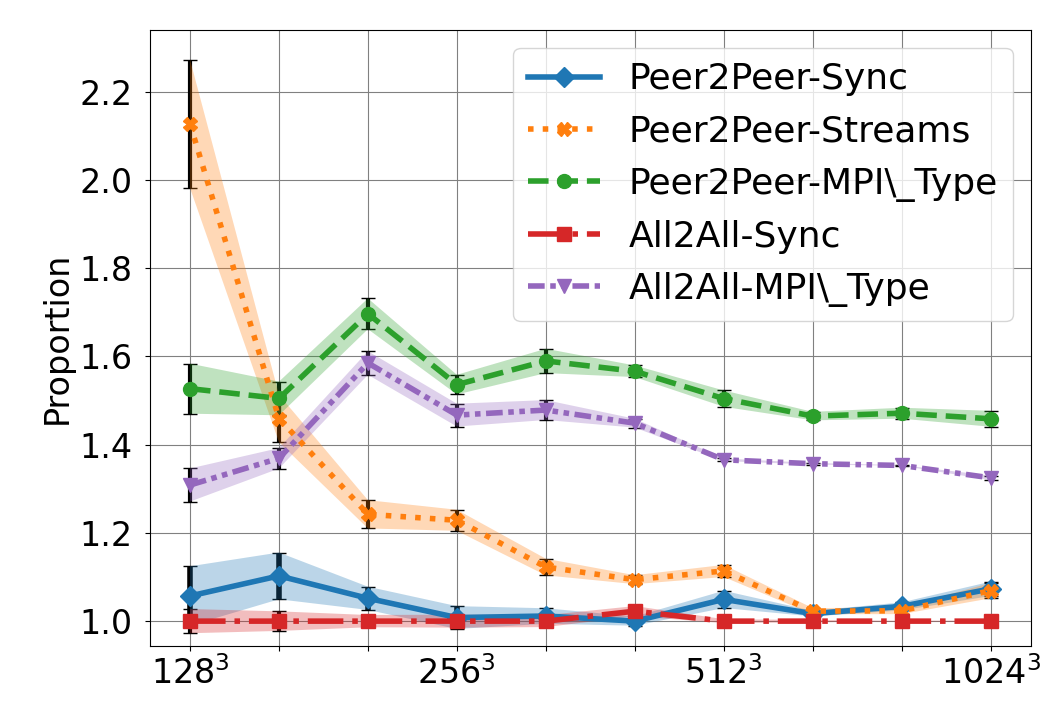 Proportion
2.2
2.0
1.8
1.6
1.4
1.2
1.0
128³
256³
512³
1024³
Peer2Peer-Sync
Peer2Peer-Streams
Peer2Peer-MPI\_Type
All2All-Sync
All2All-MPI\_Type